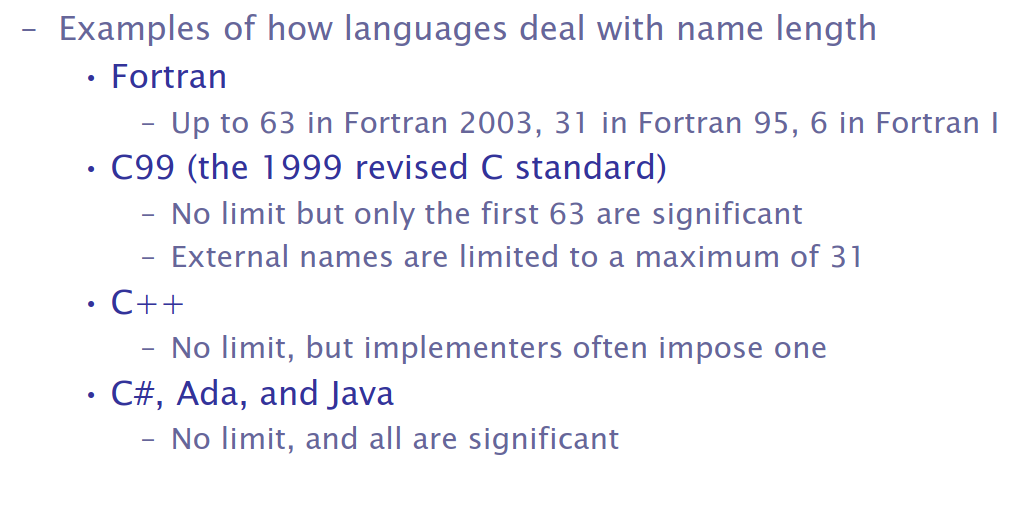 – Examples of how languages deal with name length
• Fortran
– Up to 63 in Fortran 2003, 31 in Fortran 95, 6 in Fortran I
• C99 (the 1999 revised C standard)
– No limit but only the first 63 are significant
– External names are limited to a maximum of 31
• C++
– No limit, but implementers often impose one
• C#, Ada, and Java
– No limit, and all are significant